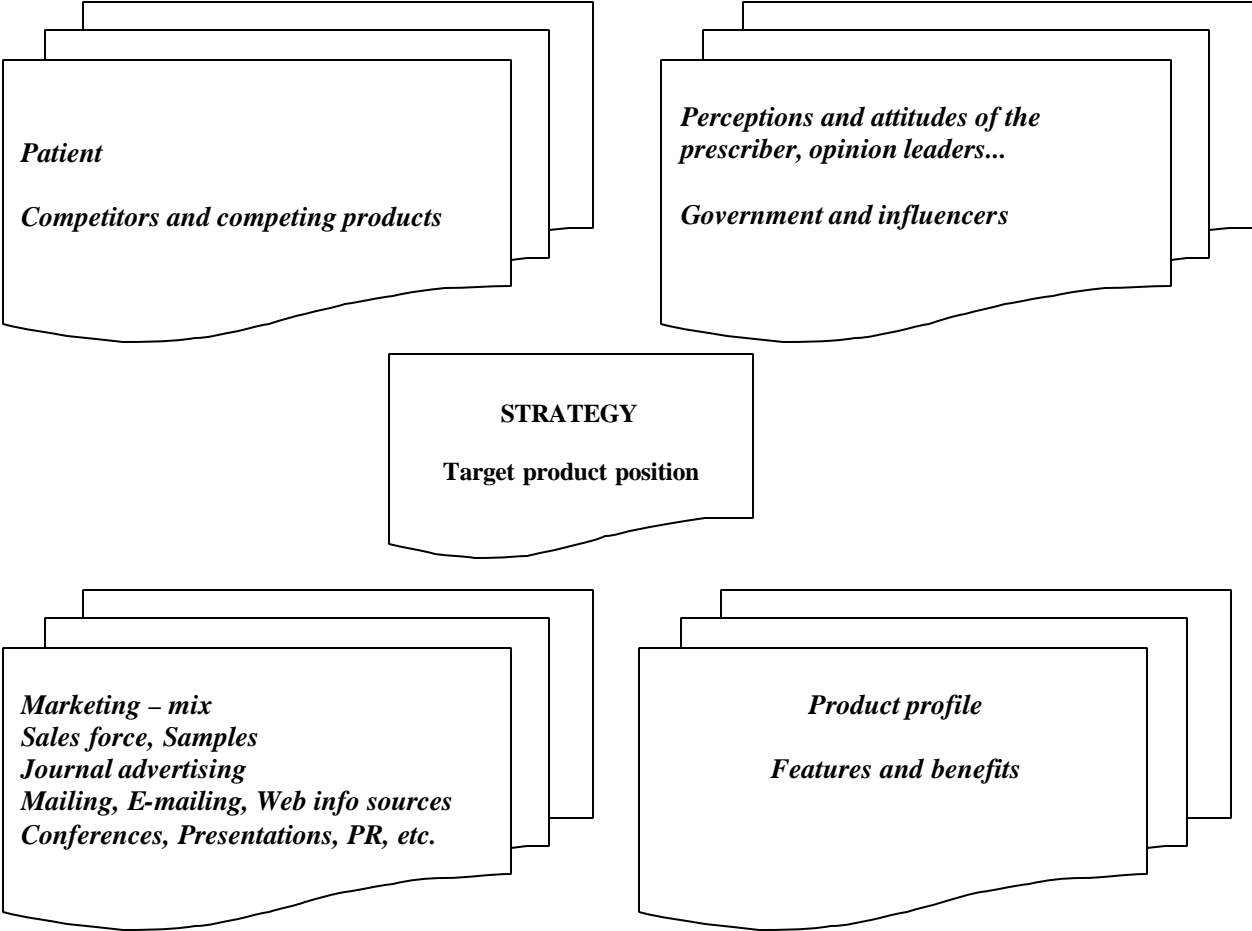 Patient
Competitors and competing products
Perceptions and attitudes of the
prescriber, opinion leaders...
Government and influencers
STRATEGY
Target product position
Marketing – mix
Sales force, Samples
Journal advertising
Mailing, E-mailing, Web info sources
Conferences, Presentations, PR, etc.
Product profile
Features and benefits